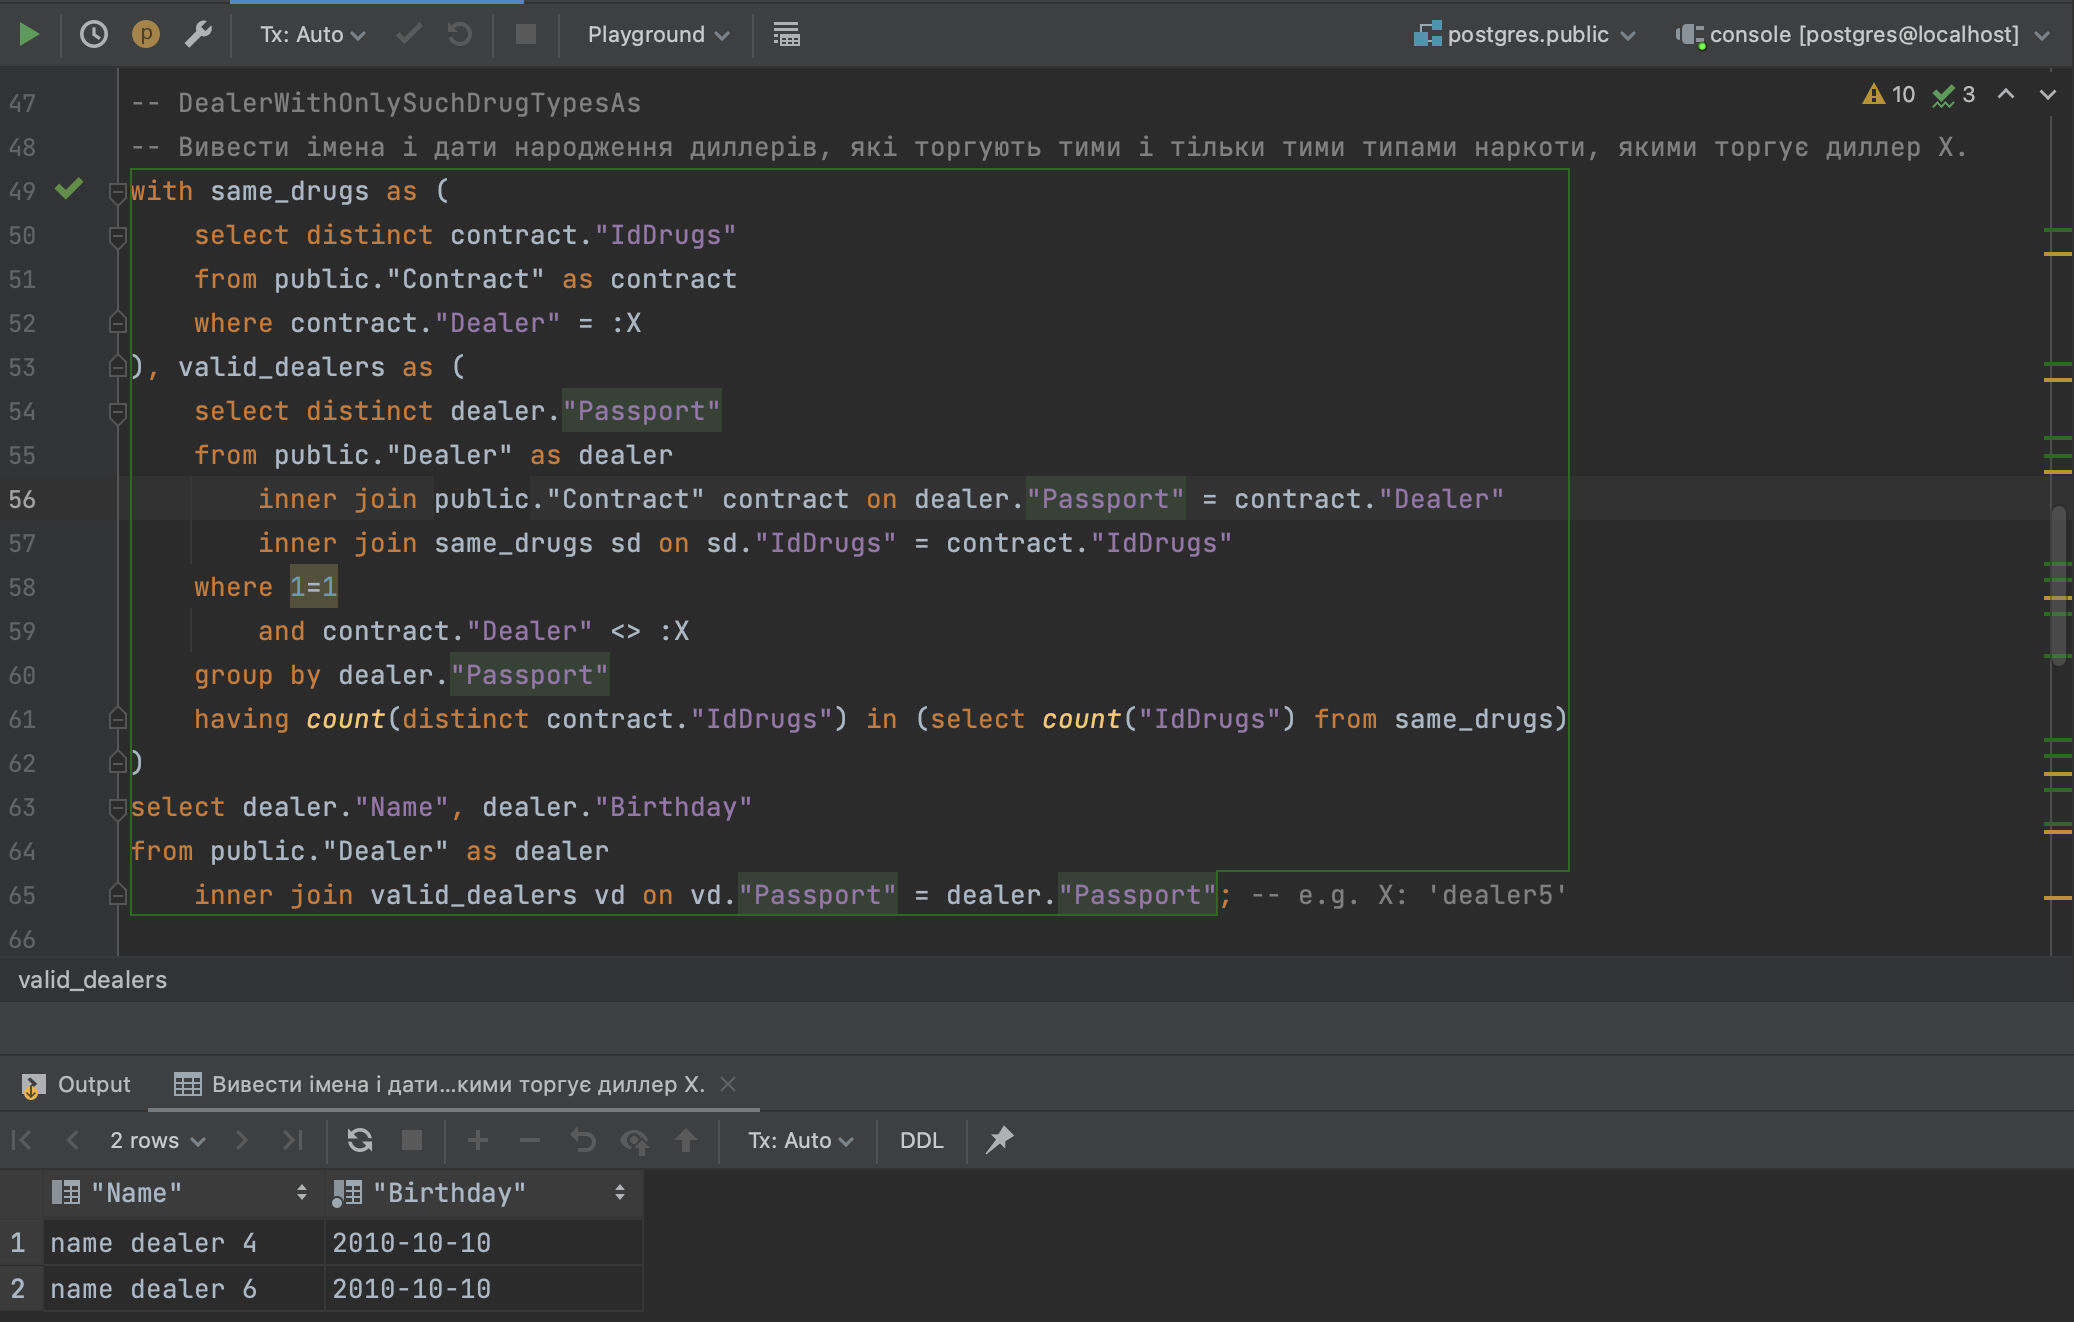 Tx: Auto Playground postgres.public console [postgres@localhost]
10 3
47 -- DealerWithOnlySuchDrugTypesAs
48 -- Вивести імена і дати народження диллерів, які торгують тими і тільки тими типами наркоти, якими торгує диллер X.
49 with same_drugs as (
50 select distinct contract."IdDrugs"
51 from public."Contract" as contract
52 where contract."Dealer" = :X
53 ), valid_dealers as (
54 select distinct dealer."Passport"
55 from public."Dealer" as dealer
56 inner join public."Contract" contract on dealer."Passport" = contract."Dealer"
57 inner join same_drugs sd on sd."IdDrugs" = contract."IdDrugs"
58 where 1=1
59 and contract."Dealer" <> :X
60 group by dealer."Passport"
61 having count(distinct contract."IdDrugs") in (select count("IdDrugs") from same_drugs)
62 )
63 select dealer."Name", dealer."Birthday"
64 from public."Dealer" as dealer
65 inner join valid_dealers vd on vd."Passport" = dealer."Passport"; -- e.g. X: 'dealer5'
66
valid_dealers
Output Вивести імена і дати...кими торгує диллер X.
2 rows Tx: Auto DDL
"Name" "Birthday"
1 name dealer 4 2010-10-10
2 name dealer 6 2010-10-10